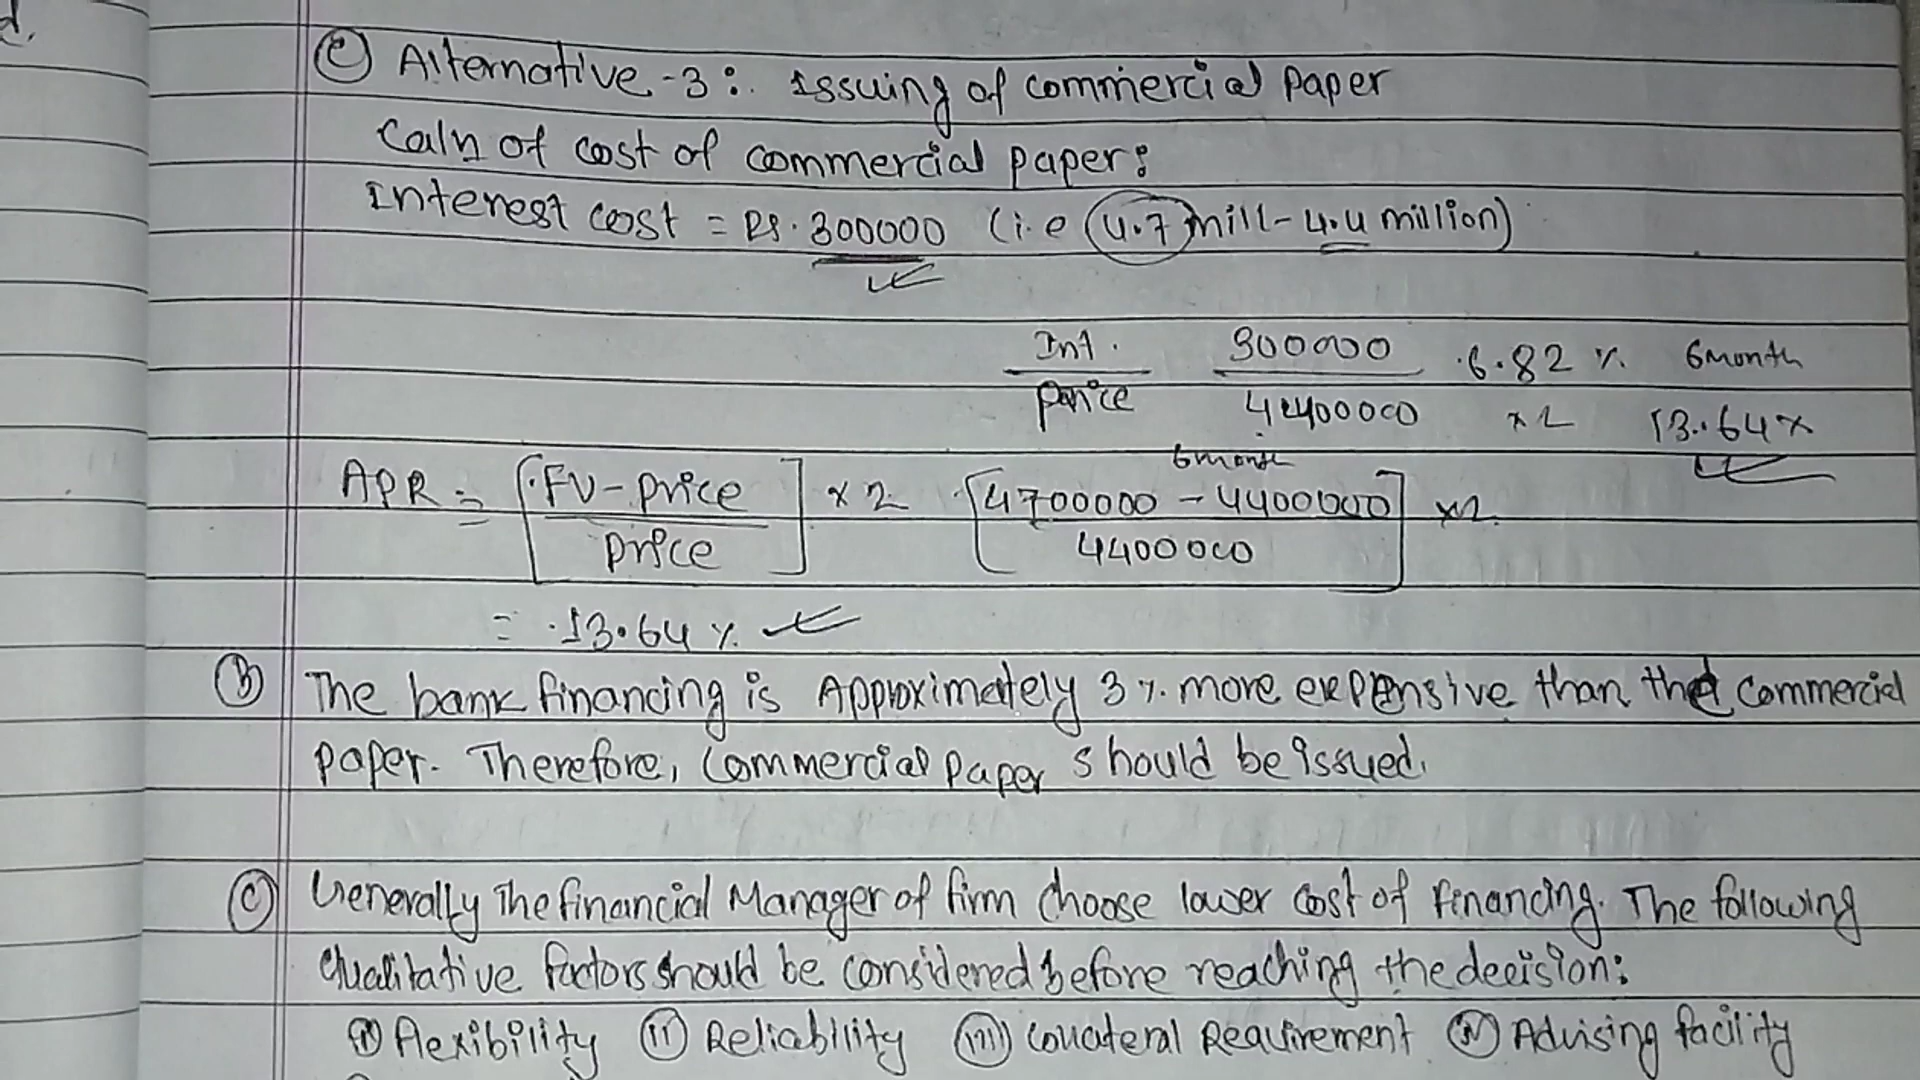 d.
(C) Alternative-3:. Issuing of commercial paper
Caln of cost of commercial paper:
Interest cost = Rs. 300000 (i.e 4.7 mill - 4.4 million)
Int. 300000 6.82 % 6month
Price 4400000 x2 13.64%
6month
APR = [FV - price / price] x 2 [4700000 - 4400000 / 4400000] x2
= 13.64 %
(b) The bank financing is Approximately 3 % more expensive than the commercial
paper. Therefore, Commercial paper should be issued.
(C) Generally The financial Manager of firm choose lower cost of financing. The following
qualitative factors should be considered before reaching the decision:
(i) flexibility (ii) Reliability (iii) Collateral Requirement (iv) Advising facility